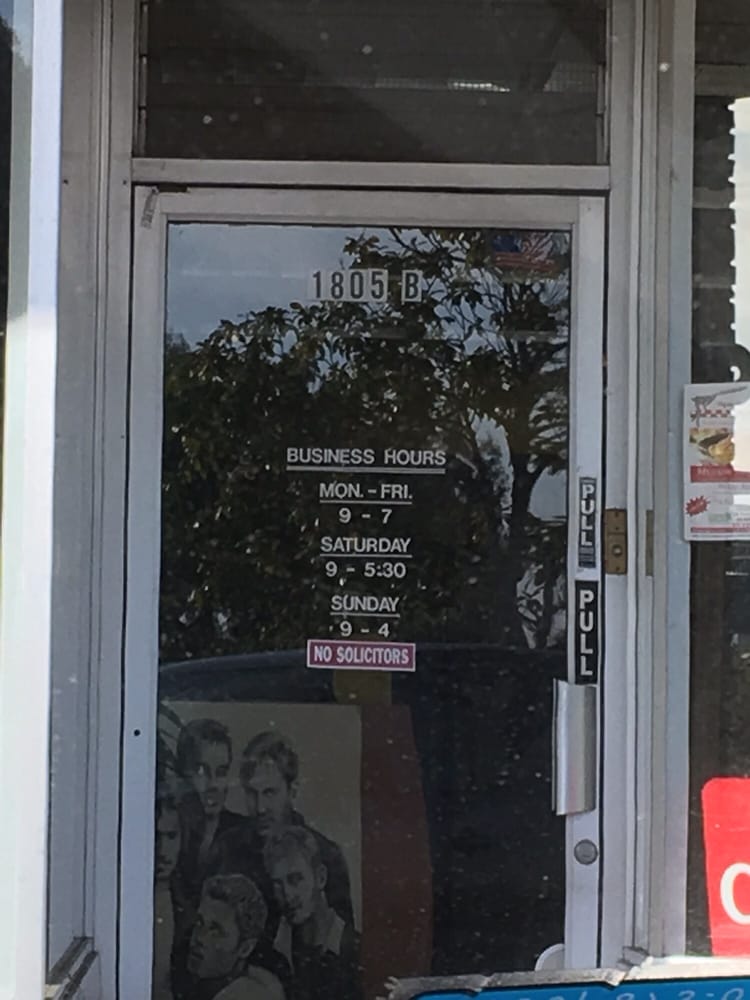 1805 B
BUSINESS HOURS
MON. - FRI.
9 - 7
SATURDAY
9 - 5:30
SUNDAY
9 - 4
NO SOLICITORS
PULL
PULL